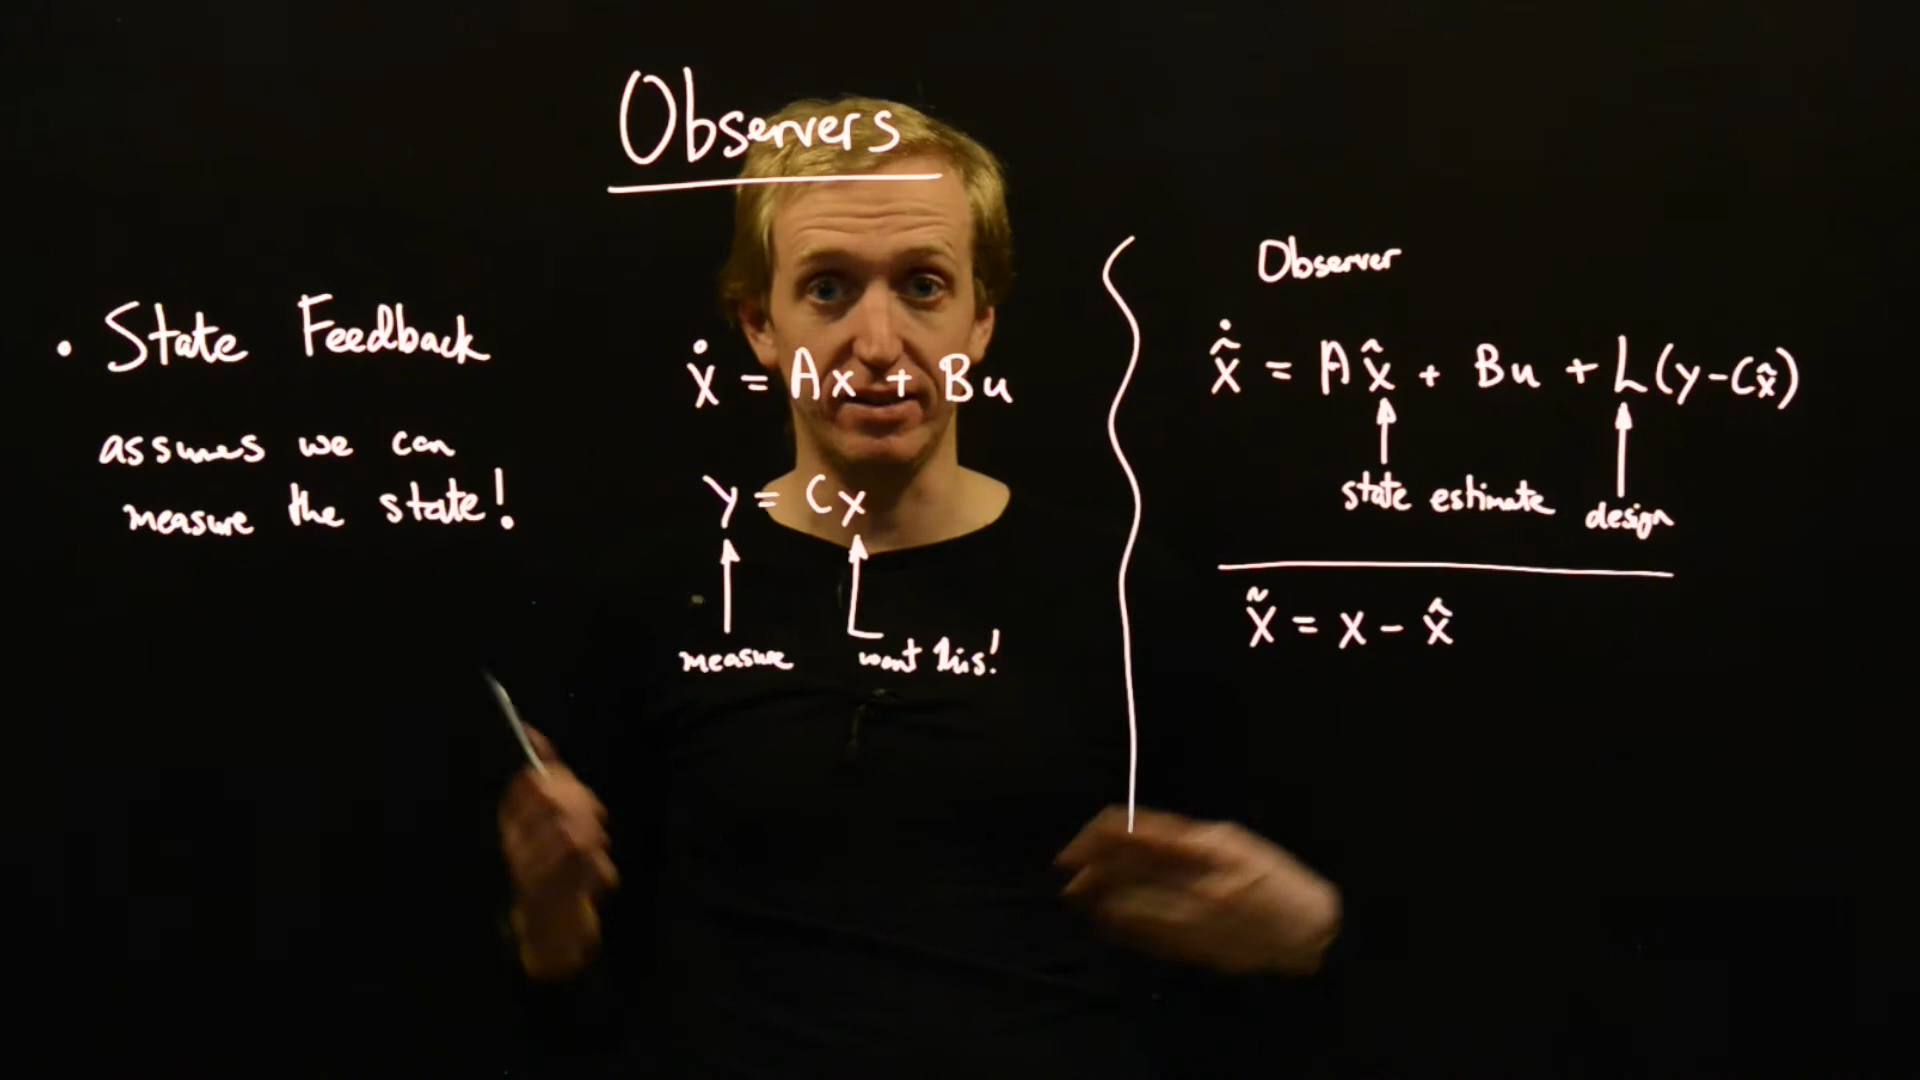 Observers
• State Feedback
assumes we can
measure the state!
ẋ = Ax + Bu
y = Cx
measure
want this!
Observer
x̂̇ = Ax̂ + Bu + L(y-Cx̂)
state estimate
design
x̃ = x - x̂